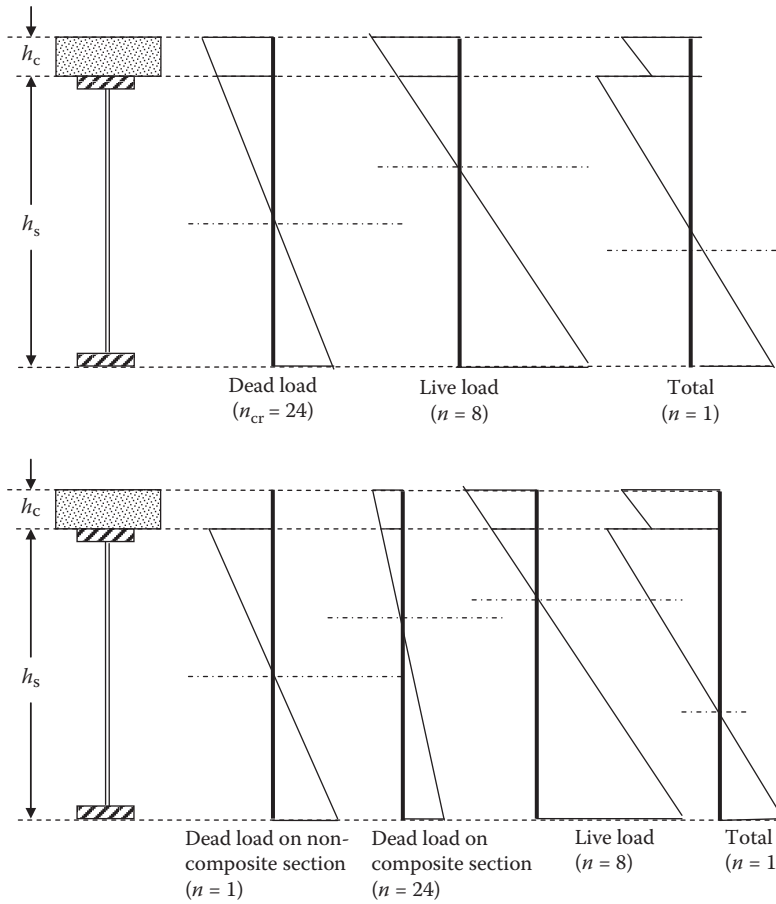 h_c
h_s
Dead load
(n_cr = 24)
Live load
(n = 8)
Total
(n = 1)
h_c
h_s
Dead load on non-
composite section
(n = 1)
Dead load on
composite section
(n = 24)
Live load
(n = 8)
Total
(n = 1